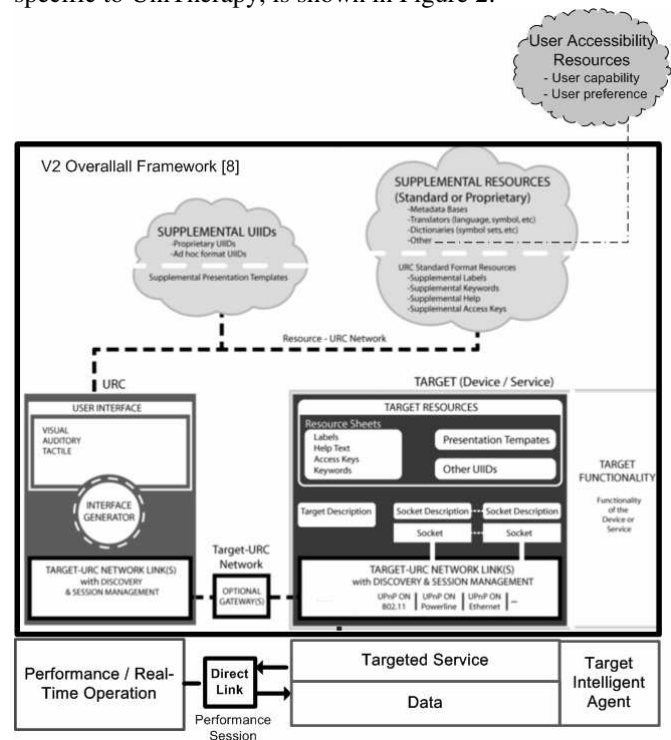 specific to UniTherapy, is shown in Figure 2.
User Accessibility
Resources
- User capability
- User preference
V2 Overallall Framework [8]
SUPPLEMENTAL UIIDs
-Proprietary UIIDs
-Ad hoc format UIIDs
Supplemental Presentation Templates
SUPPLEMENTAL RESOURCES
(Standard or Proprietary)
-Metadata Bases
-Translators (language, symbol, etc)
-Dictionaries (symbol sets, etc)
-Other
URC Standard Format Resources
-Supplemental Labels
-Supplemental Keywords
-Supplemental Help
-Supplemental Access Keys
Resource - URC Network
URC
USER INTERFACE
VISUAL
AUDITORY
TACTILE
INTERFACE
GENERATOR
TARGET-URC NETWORK LINK(S)
with DISCOVERY
& SESSION MANAGEMENT
Target-URC
Network
OPTIONAL
GATEWAY(S)
TARGET (Device / Service)
TARGET RESOURCES
Resource Sheets
Labels
Help Text
Access Keys
Keywords
Presentation Tempates
Other UIIDs
Target Description
Socket Description
Socket Description
Socket
Socket
TARGET-URC NETWORK LINK(S)
with DISCOVERY & SESSION MANAGEMENT
UPnP ON
802.11
UPnP ON
Powerline
UPnP ON
Ethernet
...
TARGET
FUNCTIONALITY
Functionality
of the
Device or
Service
Performance / Real-
Time Operation
Direct
Link
Performance
Session
Targeted Service
Data
Target
Intelligent
Agent